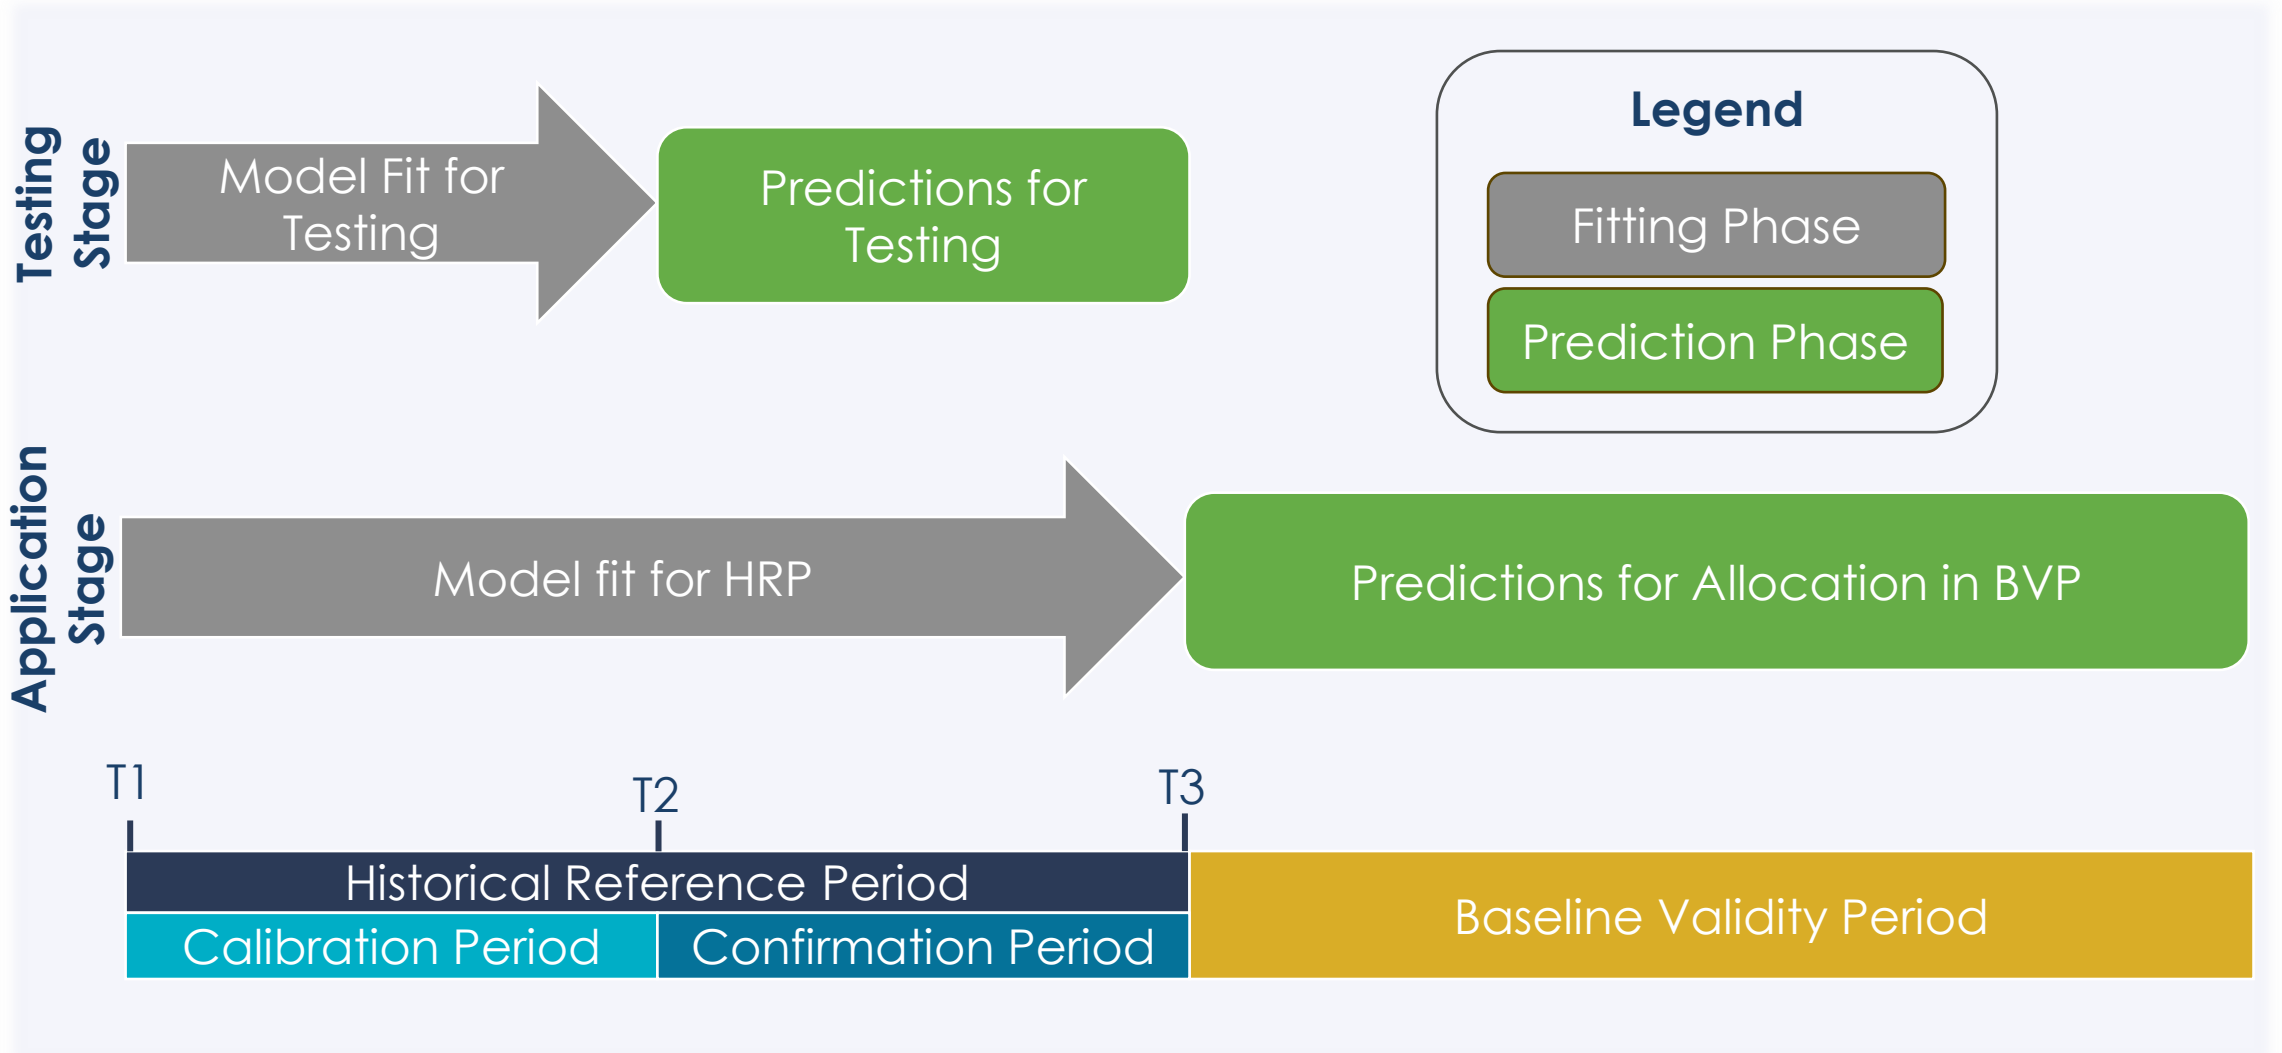 Testing
Stage
Model Fit for
Testing
Predictions for
Testing
Legend
Fitting Phase
Prediction Phase
Application
Stage
Model fit for HRP
Predictions for Allocation in BVP
T1
T2
T3
Historical Reference Period
Calibration Period
Confirmation Period
Baseline Validity Period